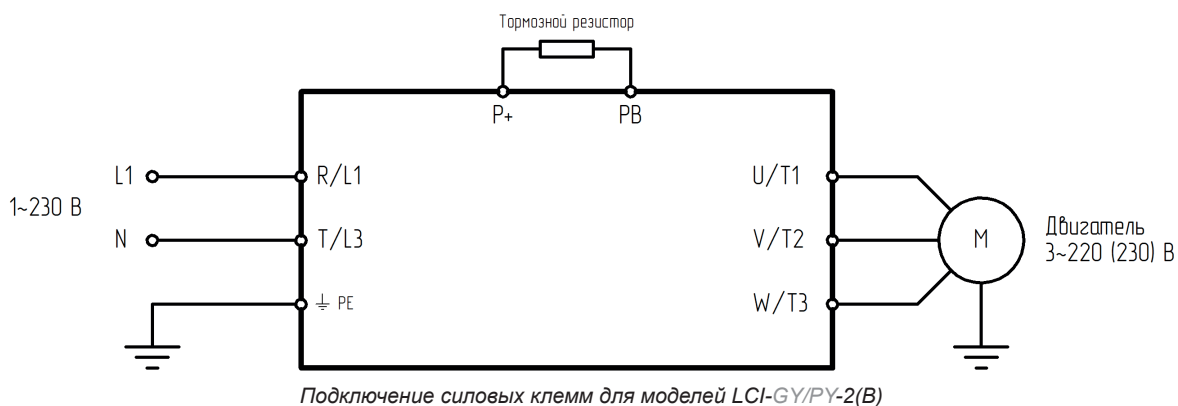 Тормозной резистор
P+
PB
L1
R/L1
U/T1
1~230 В
N
T/L3
V/T2
M
Двигатель
3~220 (230) В
PE
W/T3
Подключение силовых клемм для моделей LCI-GY/PY-2(B)